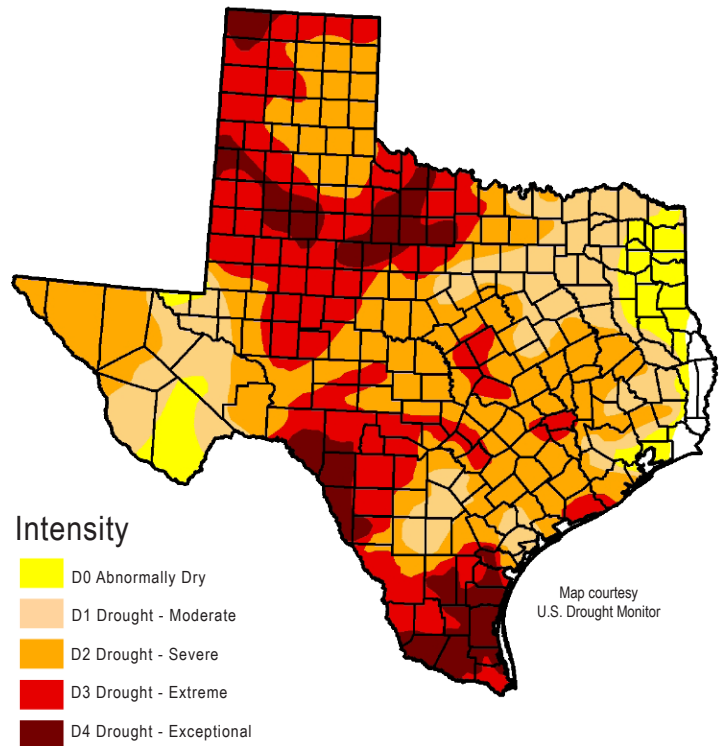 Intensity
D0 Abnormally Dry
D1 Drought - Moderate
D2 Drought - Severe
D3 Drought - Extreme
D4 Drought - Exceptional
Map courtesy
U.S. Drought Monitor